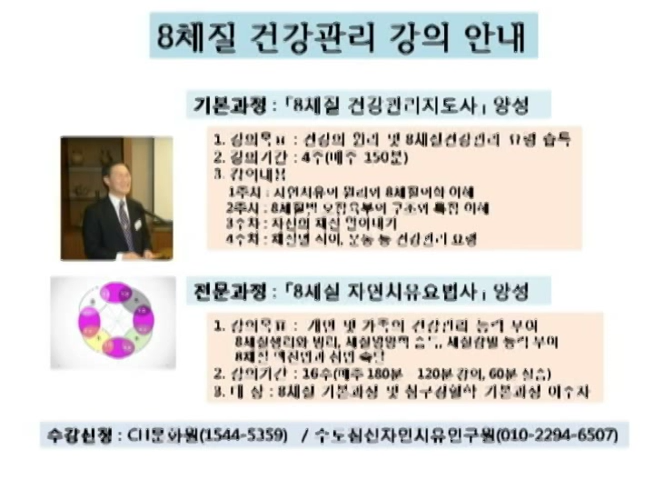 8체질 건강관리 강의 안내
기본과정 : 「8체질 건강관리지도사」 양성
1. 강의목표 : 건강의 원리 및 8체질건강관리 요령 습득
2. 강의기간 : 4주(매주 150분)
3. 강의내용
1주차 : 자연치유의 원리와 8체질의학 이해
2주차 : 8체질별 오장육부의 구조와 특징 이해
3주차 : 자신의 체질 알아내기
4주차 : 체질별 식이, 운동 등 건강관리 요령
전문과정 : 「8체질 자연치유요법사」 양성
1. 강의목표 : 개인 및 가족의 건강관리 능력 부여
8체질생리와 병리, 체질 습득, 체질감별 능력 부여
8체질
2. 강의기간 : 16주(매주 180분 120분 강의, 60분 실습)
3. 대 상 : 8체질 기본과정 및 기본과정 이수자
수강신청 : 문화원(1544-5359) / 수도심신자연치유연구원(010-2294-6507)